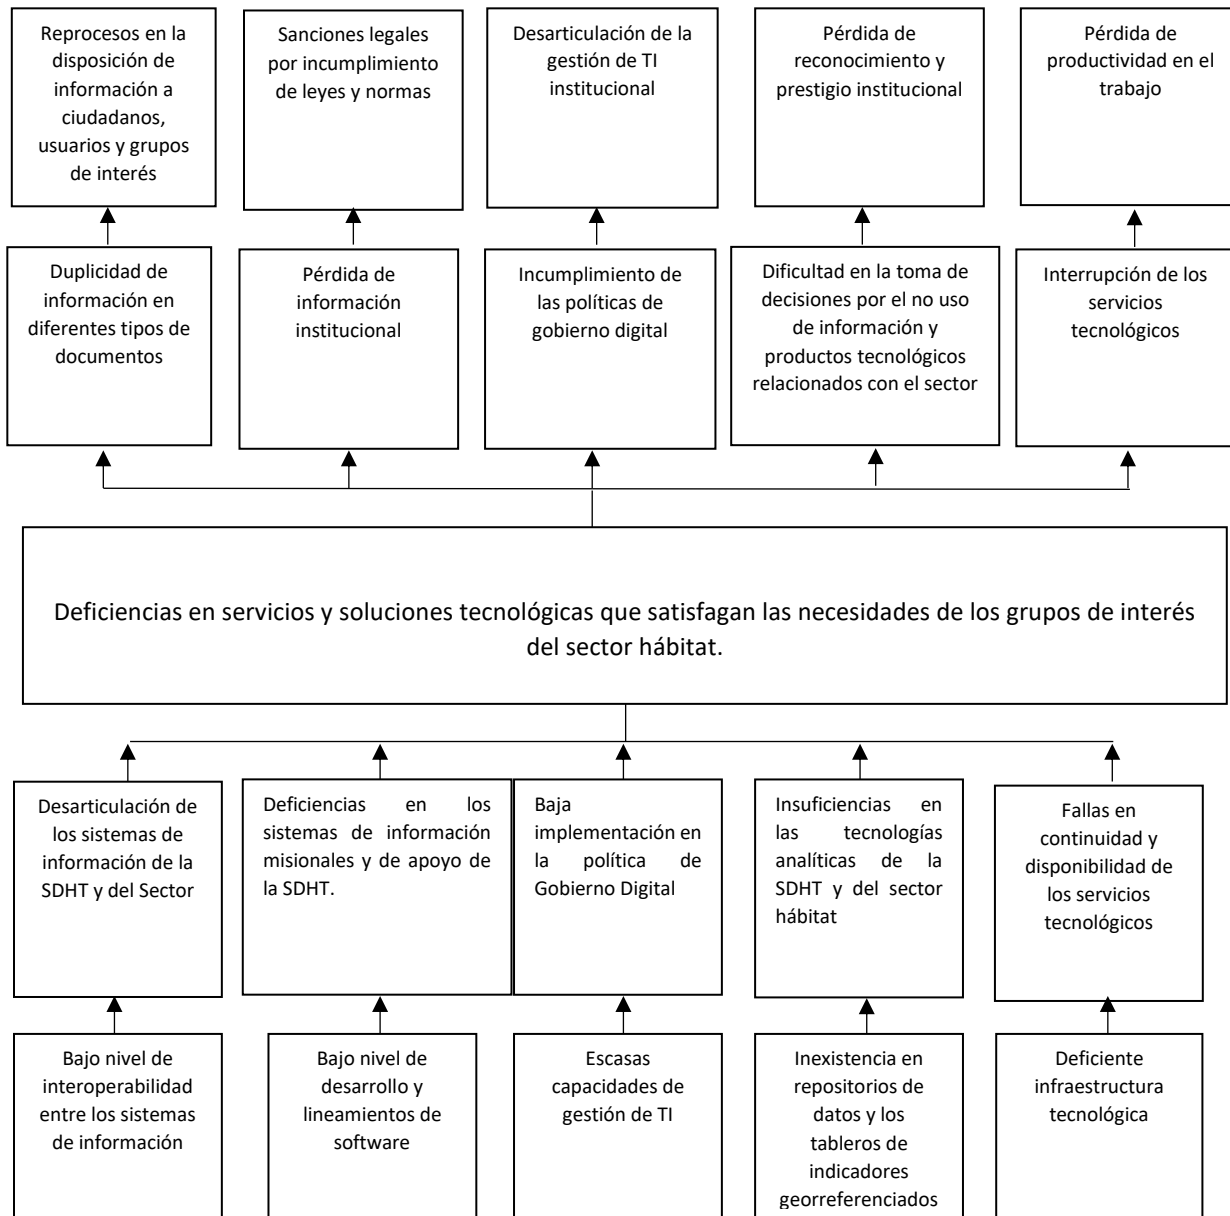 Reprocesos en la
disposición de
información a
ciudadanos,
usuarios y grupos
de interés
Sanciones legales
por incumplimiento
de leyes y normas
Desarticulación de la
gestión de TI
institucional
Pérdida de
reconocimiento y
prestigio institucional
Pérdida de
productividad en el
trabajo
Duplicidad de
información en
diferentes tipos de
documentos
Pérdida de
información
institucional
Incumplimiento de
las políticas de
gobierno digital
Dificultad en la toma de
decisiones por el no uso
de información y
productos tecnológicos
relacionados con el sector
Interrupción de los
servicios
tecnológicos
Deficiencias en servicios y soluciones tecnológicas que satisfagan las necesidades de los grupos de interés
del sector hábitat.
Desarticulación de
los sistemas de
información de la
SDHT y del Sector
Deficiencias en los
sistemas de información
misionales y de apoyo de
la SDHT.
Baja
implementación en
la política de
Gobierno Digital
Insuficiencias en
las tecnologías
analíticas de la
SDHT y del sector
hábitat
Fallas en
continuidad y
disponibilidad de
los servicios
tecnológicos
Bajo nivel de
interoperabilidad
entre los sistemas
de información
Bajo nivel de
desarrollo y
lineamientos de
software
Escasas
capacidades de
gestión de TI
Inexistencia en
repositorios de
datos y los
tableros de
indicadores
georreferenciados
Deficiente
infraestructura
tecnológica